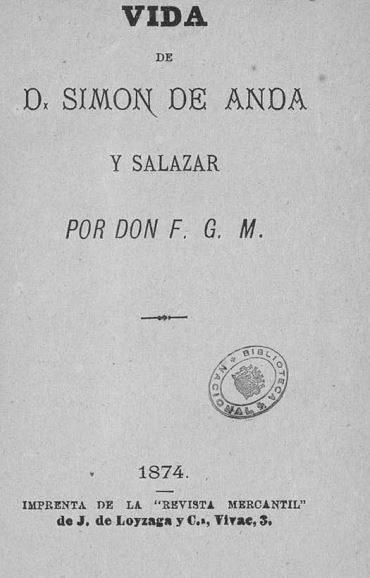 VIDA
DE
D. SIMON DE ANDA
Y SALAZAR
POR DON F. G. M.
BIBLIOTECA
NACIONAL
1874.
IMPRENTA DE LA "REVISTA MERCANTIL"
de J. de Loyzaga y C.ª, Vivac, 3.